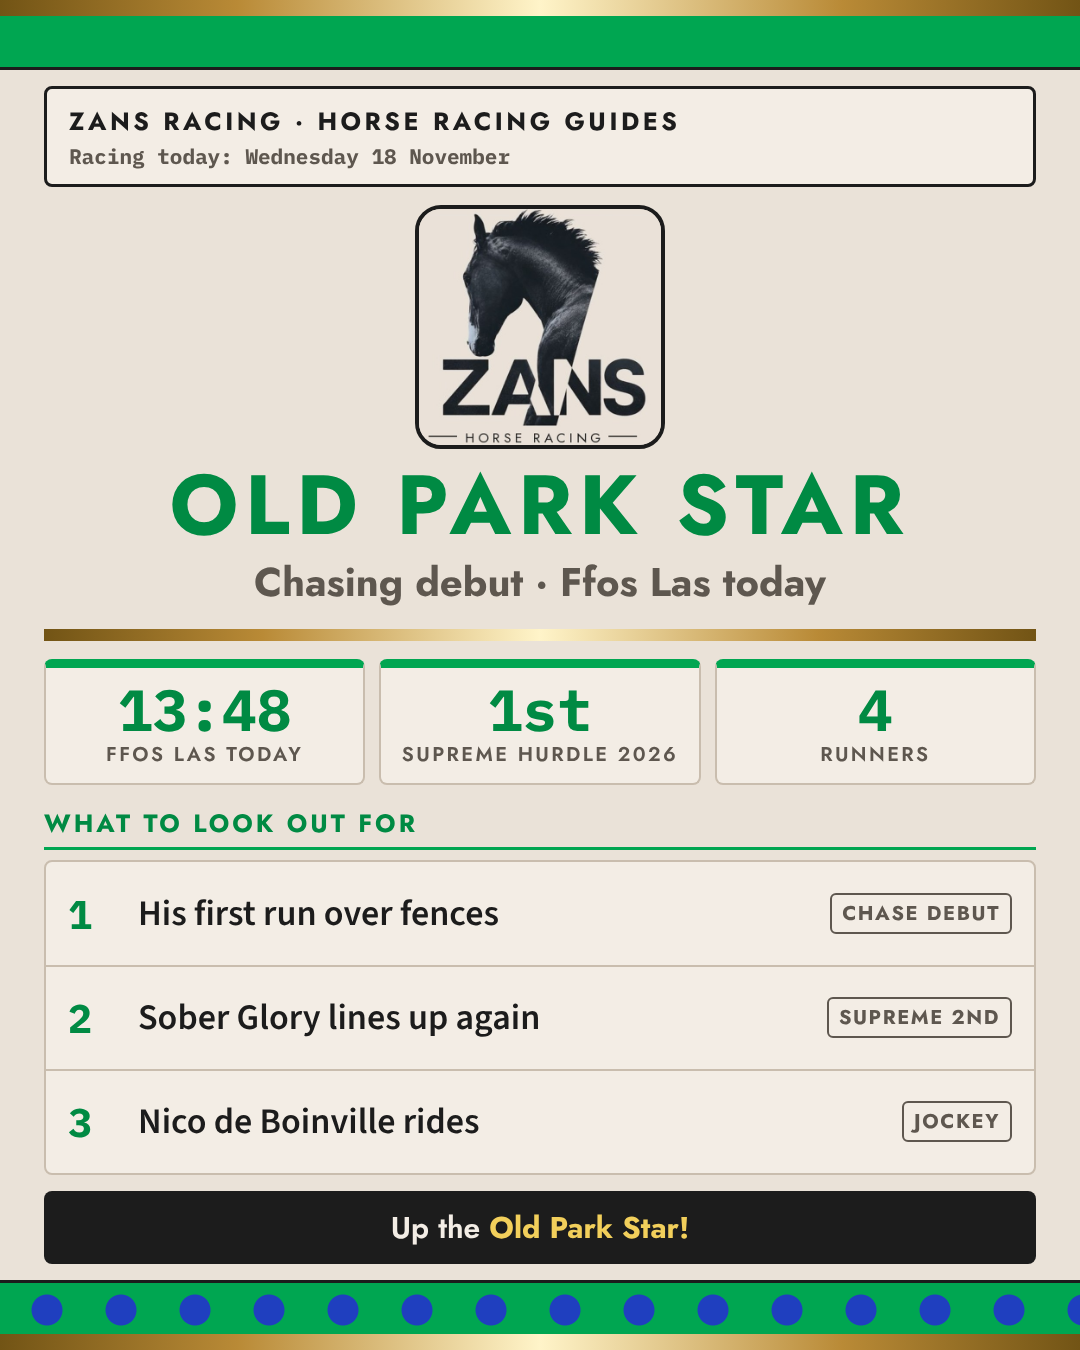 ZANS RACING · HORSE RACING GUIDES
Racing today: Wednesday 18 November
ZANS
HORSE RACING
OLD PARK STAR
Chasing debut · Ffos Las today
13:48
FFOS LAS TODAY
1st
SUPREME HURDLE 2026
4
RUNNERS
WHAT TO LOOK OUT FOR
1 His first run over fences CHASE DEBUT
2 Sober Glory lines up again SUPREME 2ND
3 Nico de Boinville rides JOCKEY
Up the Old Park Star!